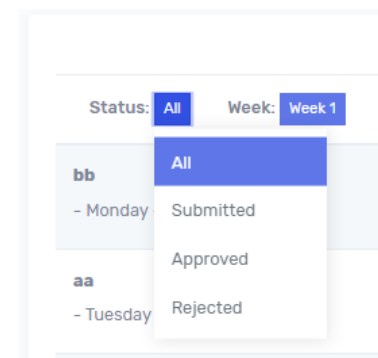 Status: All Week: Week 1
All
bb
- Monday
Submitted
Approved
aa
- Tuesday
Rejected